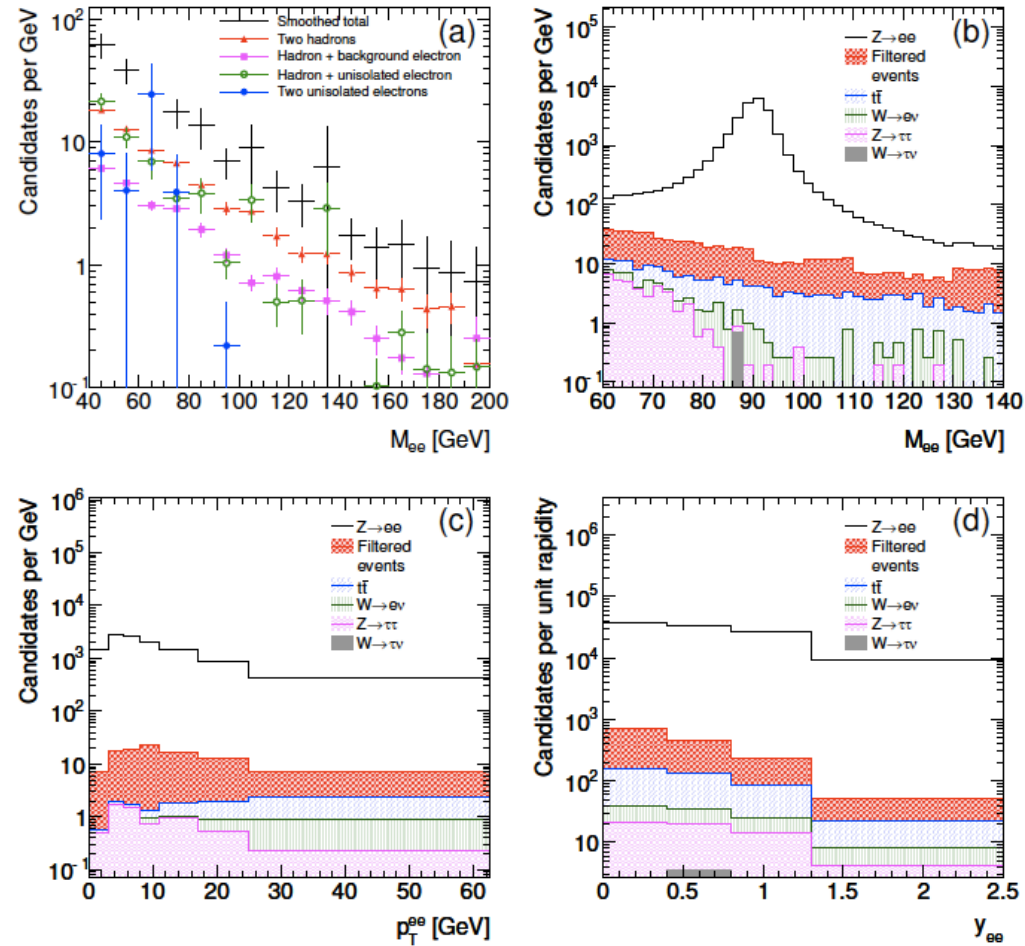 (a)
Candidates per GeV
Smoothed total
Two hadrons
Hadron + background electron
Hadron + unisolated electron
Two unisolated electrons
10²
10
1
10⁻¹
40 60 80 100 120 140 160 180 200
Mee [GeV]
(b)
Candidates per GeV
Z→ee
Filtered
events
tt̄
W→eν
Z→ττ
W→τν
10⁵
10⁴
10³
10²
10
1
10⁻¹
60 70 80 90 100 110 120 130 140
Mee [GeV]
(c)
Candidates per GeV
Z→ee
Filtered
events
tt̄
W→eν
Z→ττ
W→τν
10⁶
10⁵
10⁴
10³
10²
10
1
10⁻¹
0 10 20 30 40 50 60
pTee [GeV]
(d)
Candidates per unit rapidity
Z→ee
Filtered
events
tt̄
W→eν
Z→ττ
W→τν
10⁶
10⁵
10⁴
10³
10²
10
0 0.5 1 1.5 2 2.5
yee